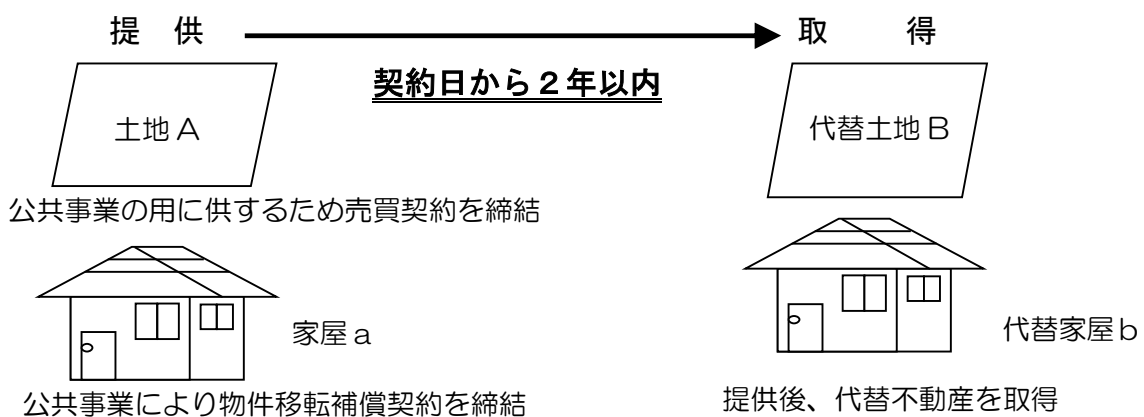 提　供
取　　得
契約日から２年以内
土地Ａ
代替土地Ｂ
公共事業の用に供するため売買契約を締結
家屋ａ
代替家屋ｂ
公共事業により物件移転補償契約を締結
提供後、代替不動産を取得